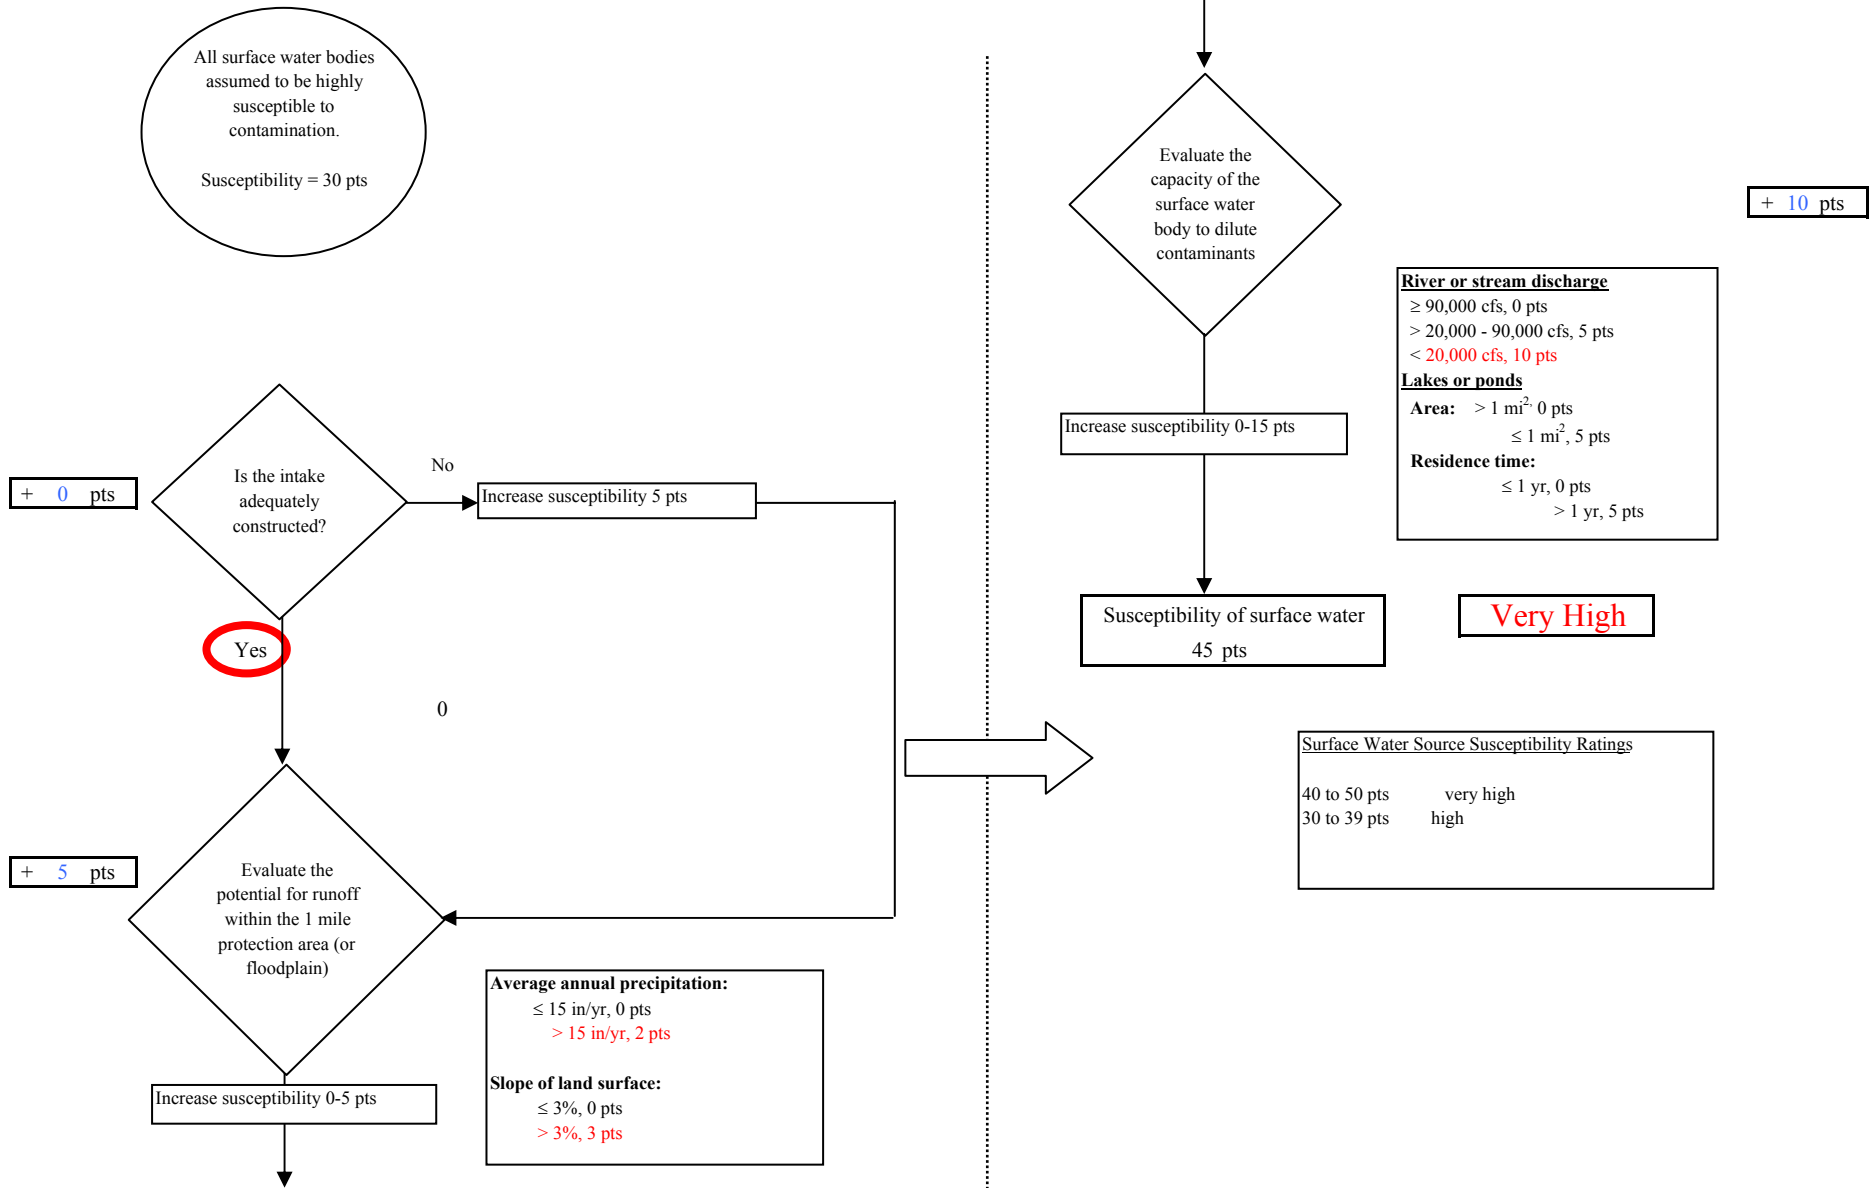 All surface water bodies
assumed to be highly
susceptible to
contamination.
Susceptibility = 30 pts
+ 0 pts
Is the intake
adequately
constructed?
No
Increase susceptibility 5 pts
Yes
0
+ 5 pts
Evaluate the
potential for runoff
within the 1 mile
protection area (or
floodplain)
Average annual precipitation:
≤ 15 in/yr, 0 pts
> 15 in/yr, 2 pts
Slope of land surface:
≤ 3%, 0 pts
> 3%, 3 pts
Increase susceptibility 0-5 pts
Evaluate the
capacity of the
surface water
body to dilute
contaminants
+ 10 pts
River or stream discharge
≥ 90,000 cfs, 0 pts
> 20,000 - 90,000 cfs, 5 pts
< 20,000 cfs, 10 pts
Lakes or ponds
Area: > 1 mi², 0 pts
≤ 1 mi², 5 pts
Residence time:
≤ 1 yr, 0 pts
> 1 yr, 5 pts
Increase susceptibility 0-15 pts
Susceptibility of surface water
45 pts
Very High
Surface Water Source Susceptibility Ratings
40 to 50 pts very high
30 to 39 pts high